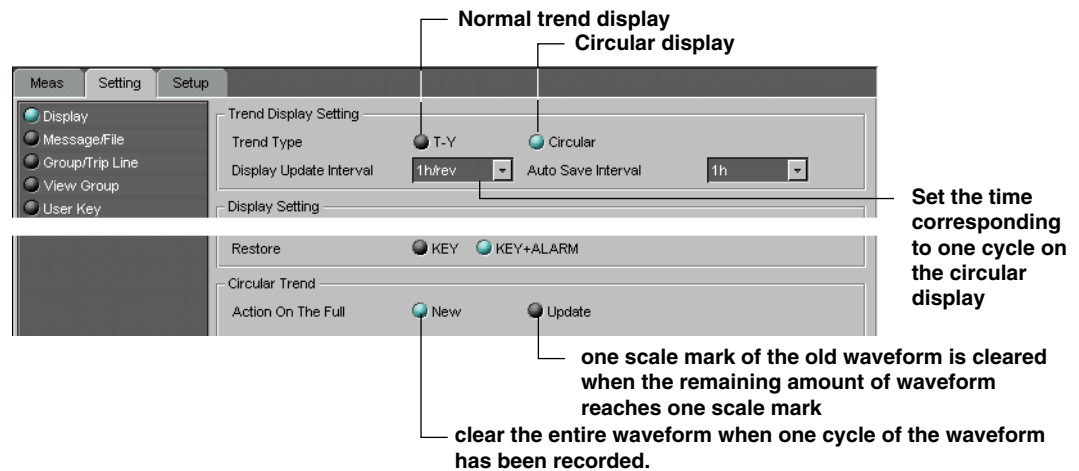 Normal trend display
Circular display
Meas Setting Setup
Display
Message/File
Group/Trip Line
View Group
User Key
Trend Display Setting
Trend Type T-Y Circular
Display Update Interval 1h/rev Auto Save Interval 1h
Display Setting
Restore KEY KEY+ALARM
Circular Trend
Action On The Full New Update
Set the time
corresponding
to one cycle on
the circular
display
one scale mark of the old waveform is cleared
when the remaining amount of waveform
reaches one scale mark
clear the entire waveform when one cycle of the waveform
has been recorded.